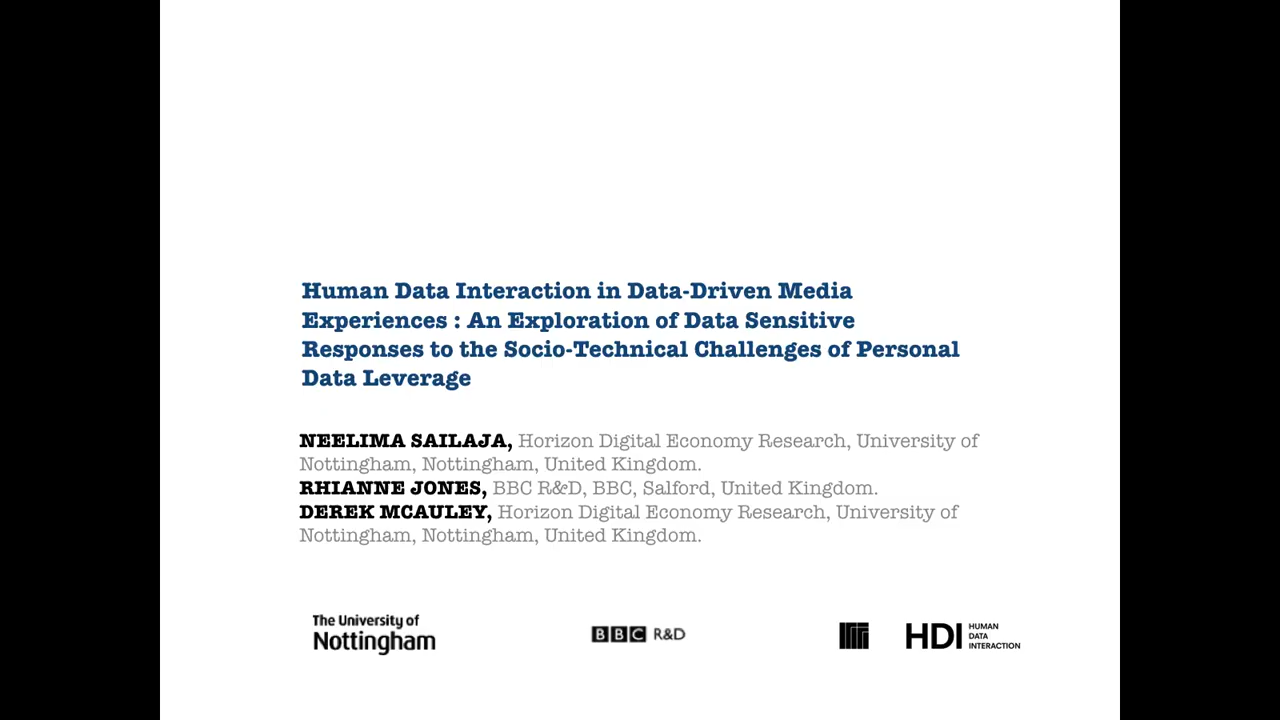 Human Data Interaction in Data-Driven Media
Experiences : An Exploration of Data Sensitive
Responses to the Socio-Technical Challenges of Personal
Data Leverage
NEELIMA SAILAJA, Horizon Digital Economy Research, University of
Nottingham, Nottingham, United Kingdom.
RHIANNE JONES, BBC R&D, BBC, Salford, United Kingdom.
DEREK MCAULEY, Horizon Digital Economy Research, University of
Nottingham, Nottingham, United Kingdom.
The University of
Nottingham
BBC R&D
HDI
HUMAN
DATA
INTERACTION